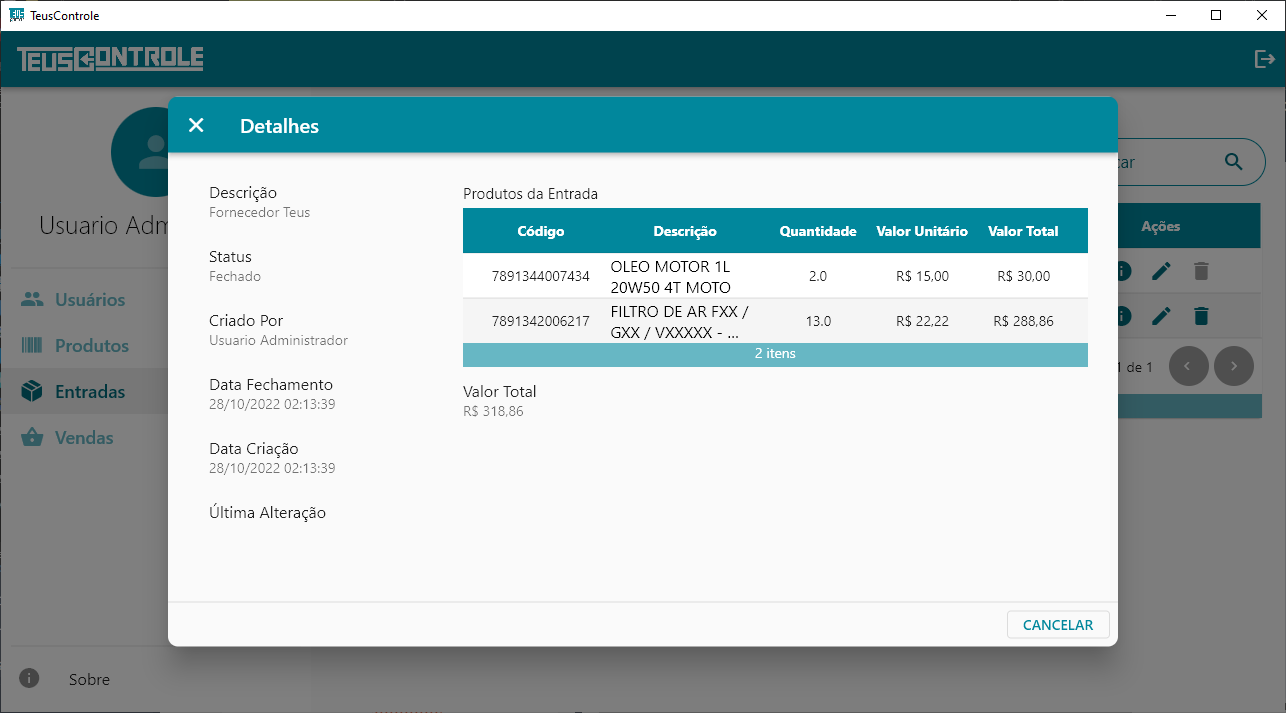 TeusControle
TEUSCONTROLE
Detalhes
Usuario Adm
Usuários
Produtos
Entradas
Vendas
Sobre
Descrição
Fornecedor Teus
Status
Fechado
Criado Por
Usuario Administrador
Data Fechamento
28/10/2022 02:13:39
Data Criação
28/10/2022 02:13:39
Última Alteração
Produtos da Entrada
Código Descrição Quantidade Valor Unitário Valor Total
7891344007434 OLEO MOTOR 1L 20W50 4T MOTO 2.0 R$ 15,00 R$ 30,00
7891342006217 FILTRO DE AR FXX / GXX / VXXXXX - ... 13.0 R$ 22,22 R$ 288,86
2 itens
Valor Total
R$ 318,86
CANCELAR
car
Ações
1 de 1